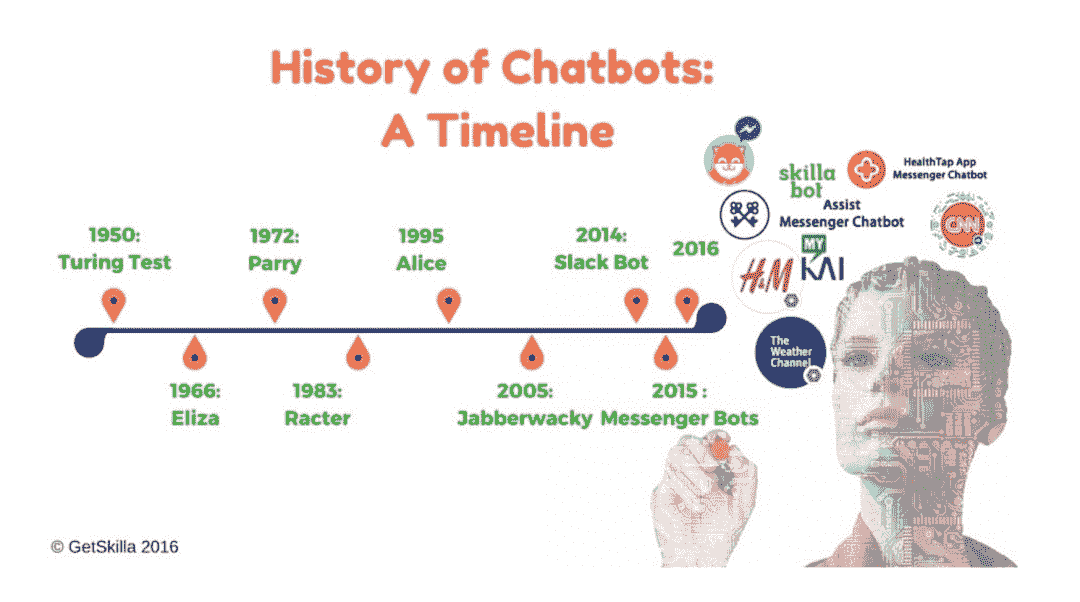 History of Chatbots:
A Timeline
1950:
Turing Test
1972:
Parry
1995
Alice
2014:
Slack Bot
2016
1966:
Eliza
1983:
Racter
2005:
Jabberwacky
2015 :
Messenger Bots
skilla
bot
HealthTap App
Messenger Chatbot
Assist
Messenger Chatbot
CNN
H&M
MY
KAI
The
Weather
Channel
© GetSkilla 2016